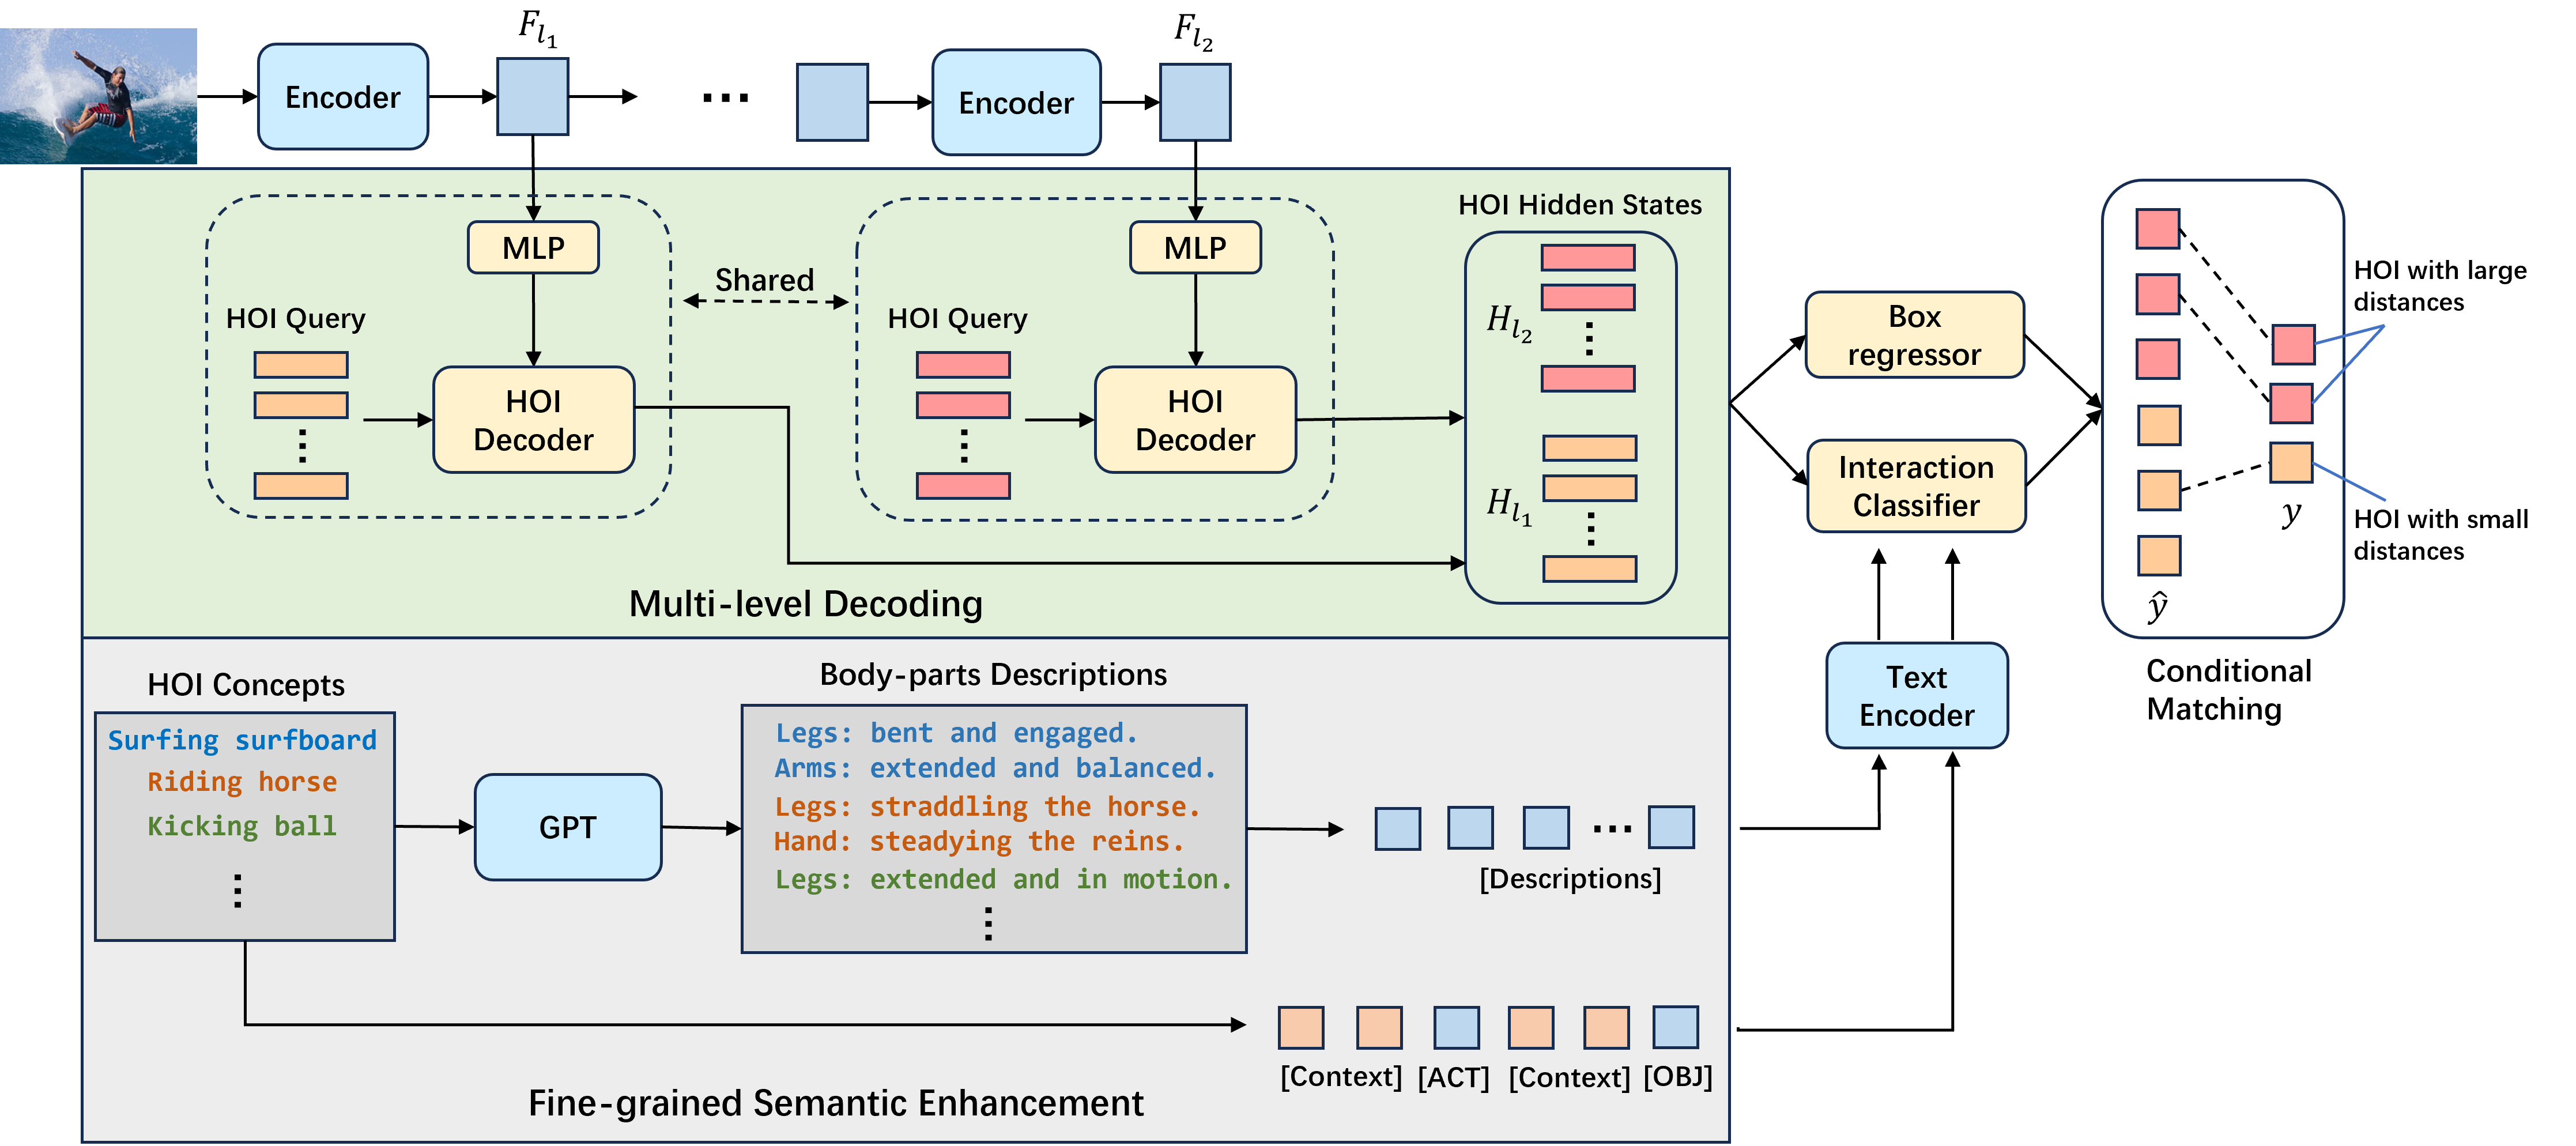 F_{l_1}
F_{l_2}
Encoder
...
Encoder
MLP
MLP
HOI Hidden States
Shared
HOI Query
HOI Query
H_{l_2}
HOI
Decoder
HOI
Decoder
H_{l_1}
Multi-level Decoding
Box
regressor
Interaction
Classifier
HOI with large
distances
y
HOI with small
distances
ŷ
Conditional
Matching
Text
Encoder
HOI Concepts
Surfing surfboard
Riding horse
Kicking ball
GPT
Body-parts Descriptions
Legs: bent and engaged.
Arms: extended and balanced.
Legs: straddling the horse.
Hand: steadying the reins.
Legs: extended and in motion.
...
[Descriptions]
[Context] [ACT] [Context] [OBJ]
Fine-grained Semantic Enhancement